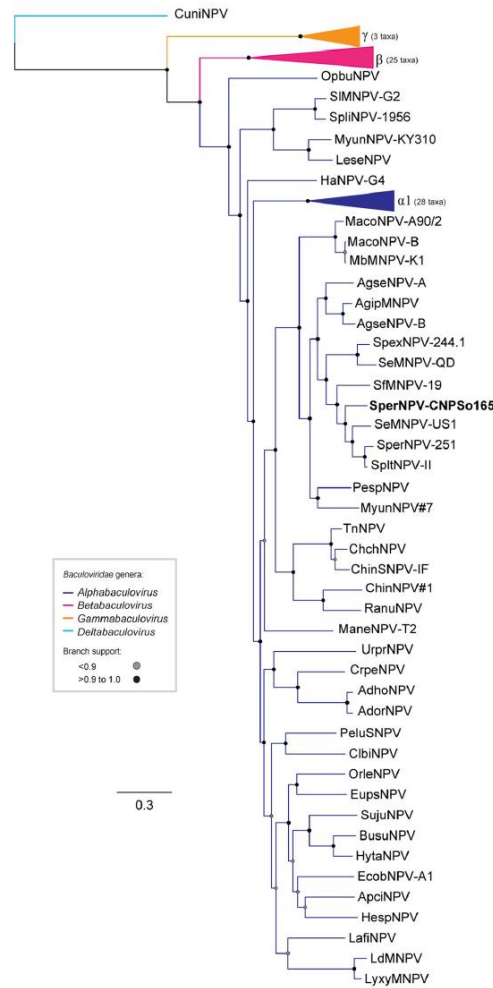 CuniNPV
γ (3 taxa)
β (25 taxa)
OpbuNPV
SlMNPV-G2
SpliNPV-1956
MyunNPV-KY310
LeseNPV
HaNPV-G4
α1 (28 taxa)
MacoNPV-A90/2
MacoNPV-B
MbMNPV-K1
AgseNPV-A
AgipMNPV
AgseNPV-B
SpexNPV-244.1
SeMNPV-QD
SfMNPV-19
SperNPV-CNPSo165
SeMNPV-US1
SperNPV-251
SpltNPV-II
PespNPV
MyunNPV#7
TnNPV
ChchNPV
ChinSNPV-IF
ChinNPV#1
RanuNPV
ManeNPV-T2
UrprNPV
CrpeNPV
AdhoNPV
AdorNPV
PeluSNPV
ClbiNPV
OrleNPV
EupsNPV
SujuNPV
BusuNPV
HytaNPV
EcobNPV-A1
ApciNPV
HespNPV
LafiNPV
LdMNPV
LyxyMNPV
Baculoviridae genera:
Alphabaculovirus
Betabaculovirus
Gammabaculovirus
Deltabaculovirus
Branch support:
<0.9
>0.9 to 1.0
0.3